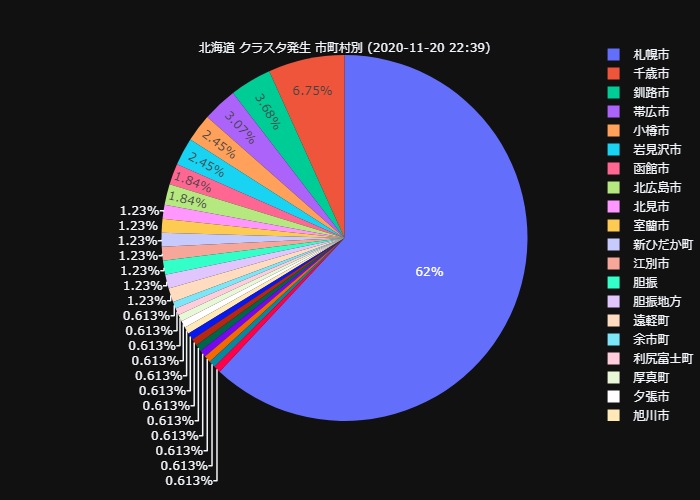 北海道 クラスタ発生 市町村別 (2020-11-20 22:39)
62%
6.75%
3.68%
3.07%
2.45%
2.45%
1.84%
1.84%
1.23%
1.23%
1.23%
1.23%
1.23%
1.23%
1.23%
0.613%
0.613%
0.613%
0.613%
0.613%
0.613%
0.613%
0.613%
0.613%
0.613%
0.613%
0.613%
札幌市
千歳市
釧路市
帯広市
小樽市
岩見沢市
函館市
北広島市
北見市
室蘭市
新ひだか町
江別市
胆振
胆振地方
遠軽町
余市町
利尻富士町
厚真町
夕張市
旭川市